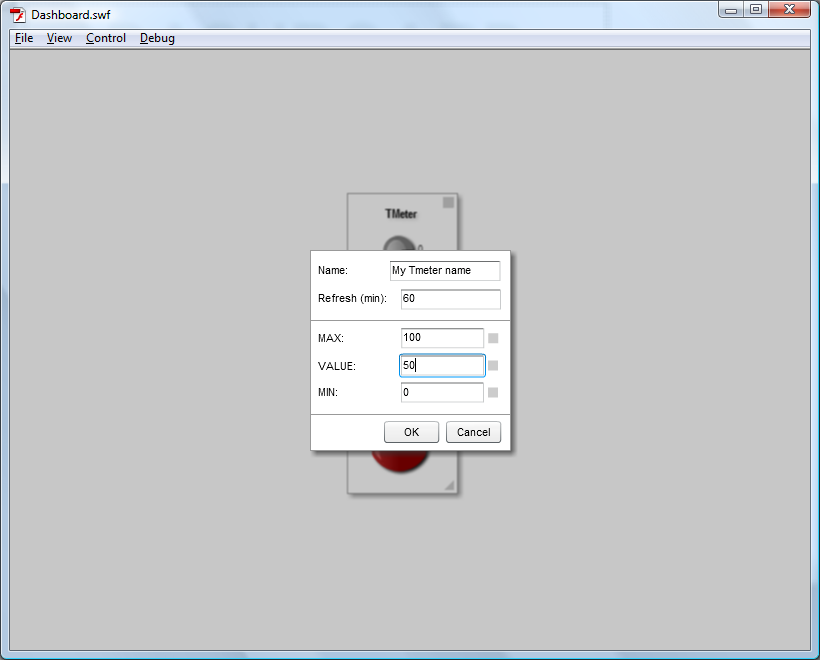 Dashboard.swf
File View Control Debug
TMeter
Name: My Tmeter name
Refresh (min): 60
MAX: 100
VALUE: 50
MIN: 0
OK Cancel